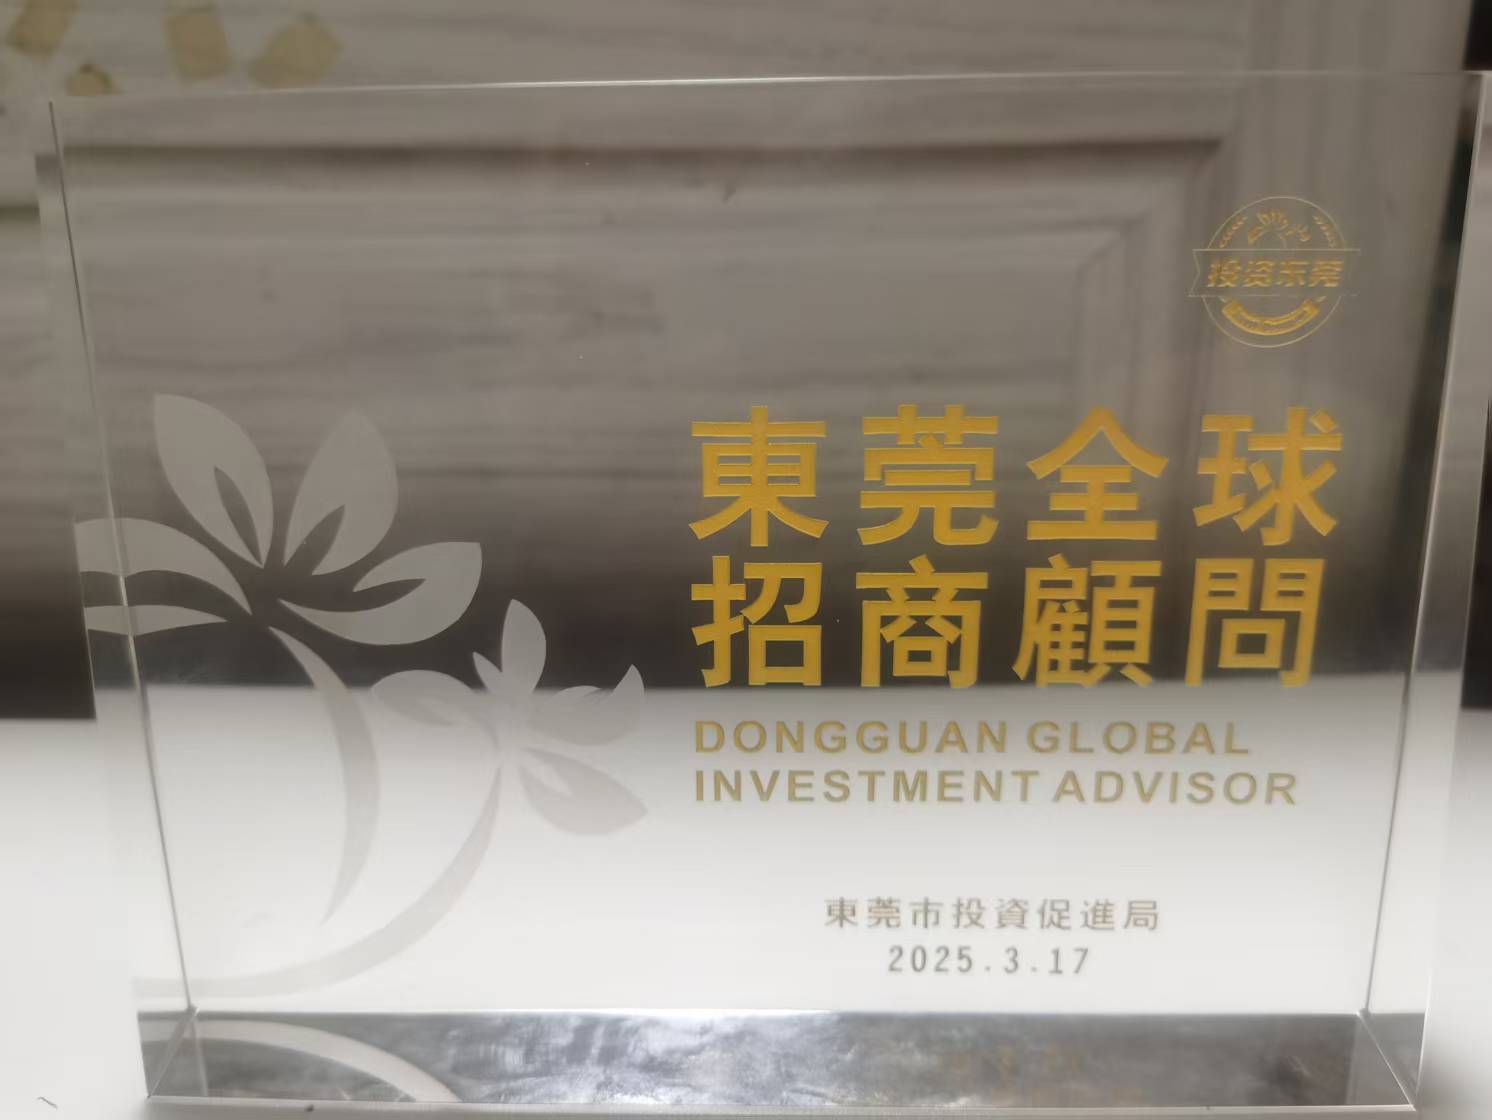 投资东莞
東莞全球
招商顧問
DONGGUAN GLOBAL
INVESTMENT ADVISOR
東莞市投資促進局
2025.3.17